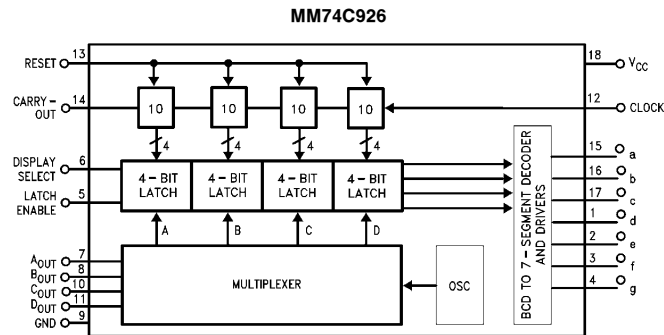 MM74C926
RESET 13
18 VCC
CARRY-OUT 14
10 10 10 10
12 CLOCK
4 4 4 4
DISPLAY SELECT 6
LATCH ENABLE 5
4-BIT LATCH
4-BIT LATCH
4-BIT LATCH
4-BIT LATCH
BCD TO 7-SEGMENT DECODER AND DRIVERS
15 a
16 b
17 c
1 d
2 e
3 f
4 g
A B C D
AOUT 7
BOUT 8
COUT 10
DOUT 11
GND 9
MULTIPLEXER
OSC